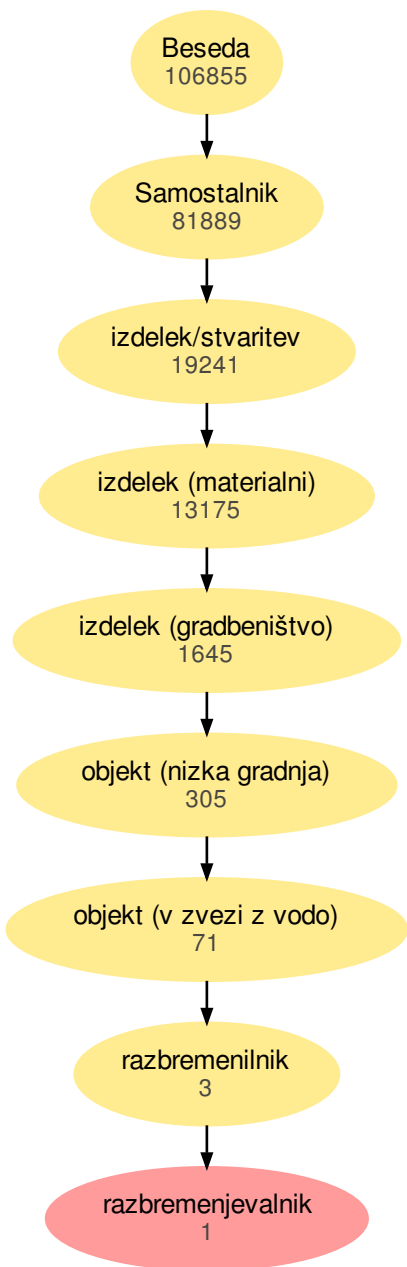 Beseda
106855
Samostalnik
81889
izdelek/stvaritev
19241
izdelek (materialni)
13175
izdelek (gradbeništvo)
1645
objekt (nizka gradnja)
305
objekt (v zvezi z vodo)
71
razbremenilnik
3
razbremenjevalnik
1